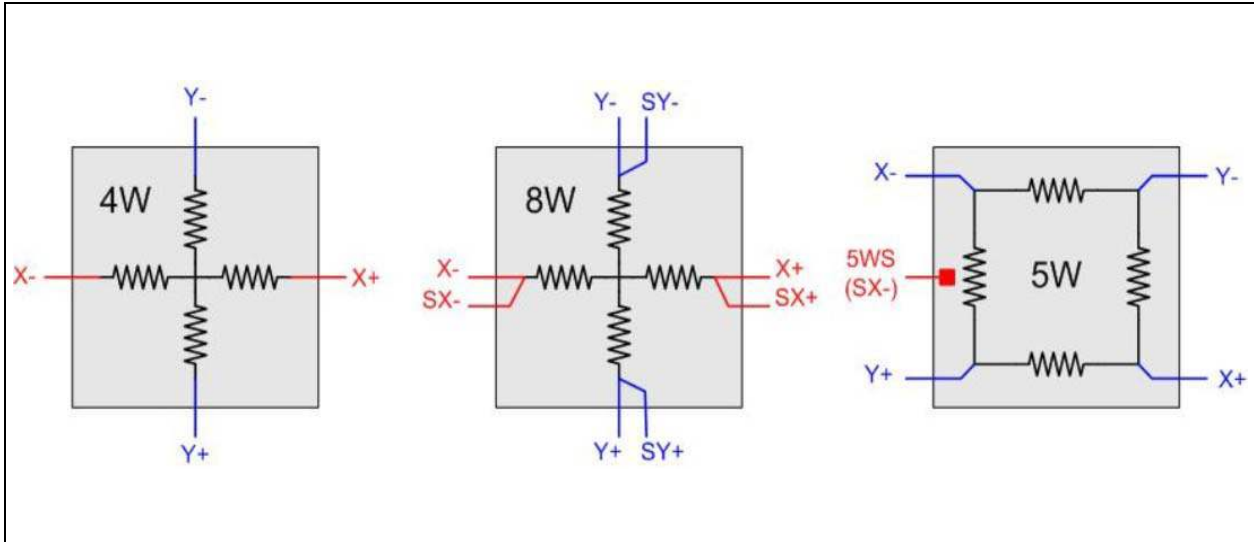 Y-
4W
X-
X+
Y+
Y- SY-
8W
X-
X+
SX-
SX+
Y+ SY+
X-
Y-
5WS
(SX-)
5W
Y+
X+